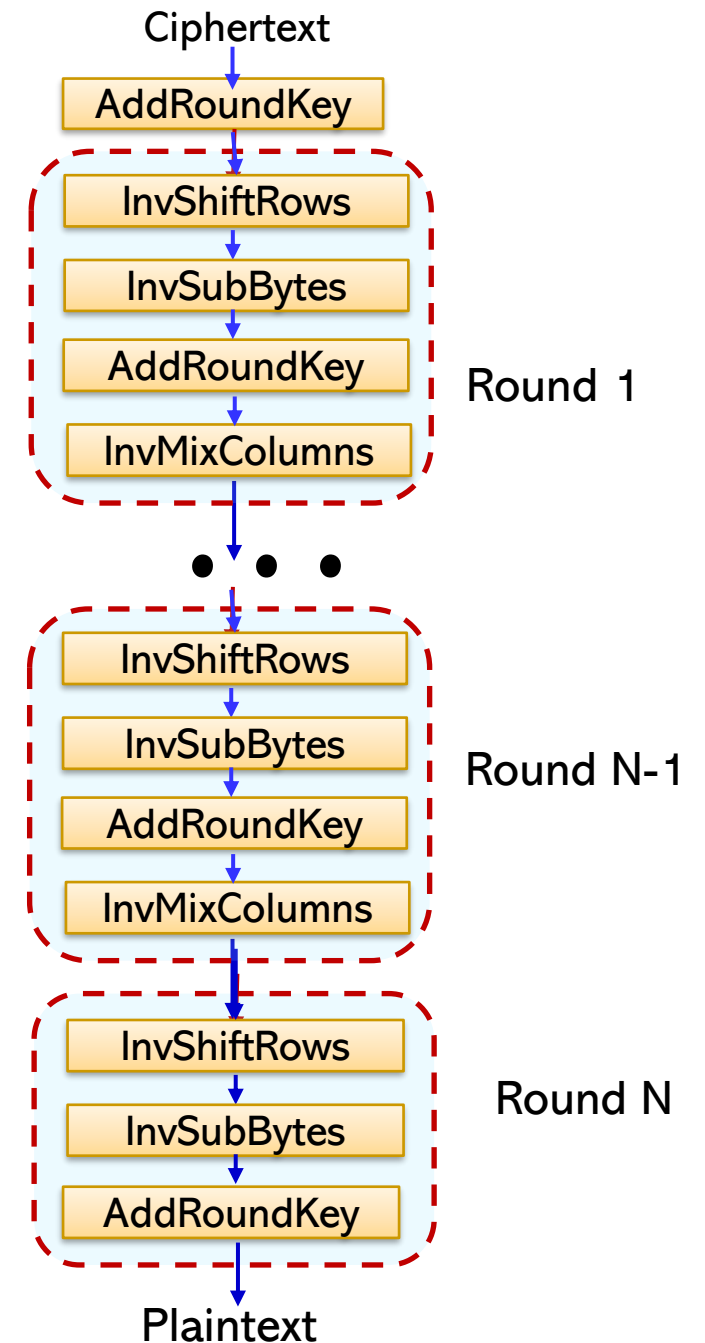 Ciphertext
AddRoundKey
InvShiftRows
InvSubBytes
AddRoundKey
Round 1
InvMixColumns
InvShiftRows
InvSubBytes
Round N-1
AddRoundKey
InvMixColumns
InvShiftRows
Round N
InvSubBytes
AddRoundKey
Plaintext